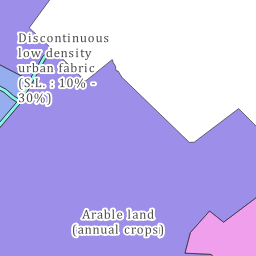 Discontinuous
low density
urban fabric
(S.L. : 10% -
30%)
Arable land
(annual crops)